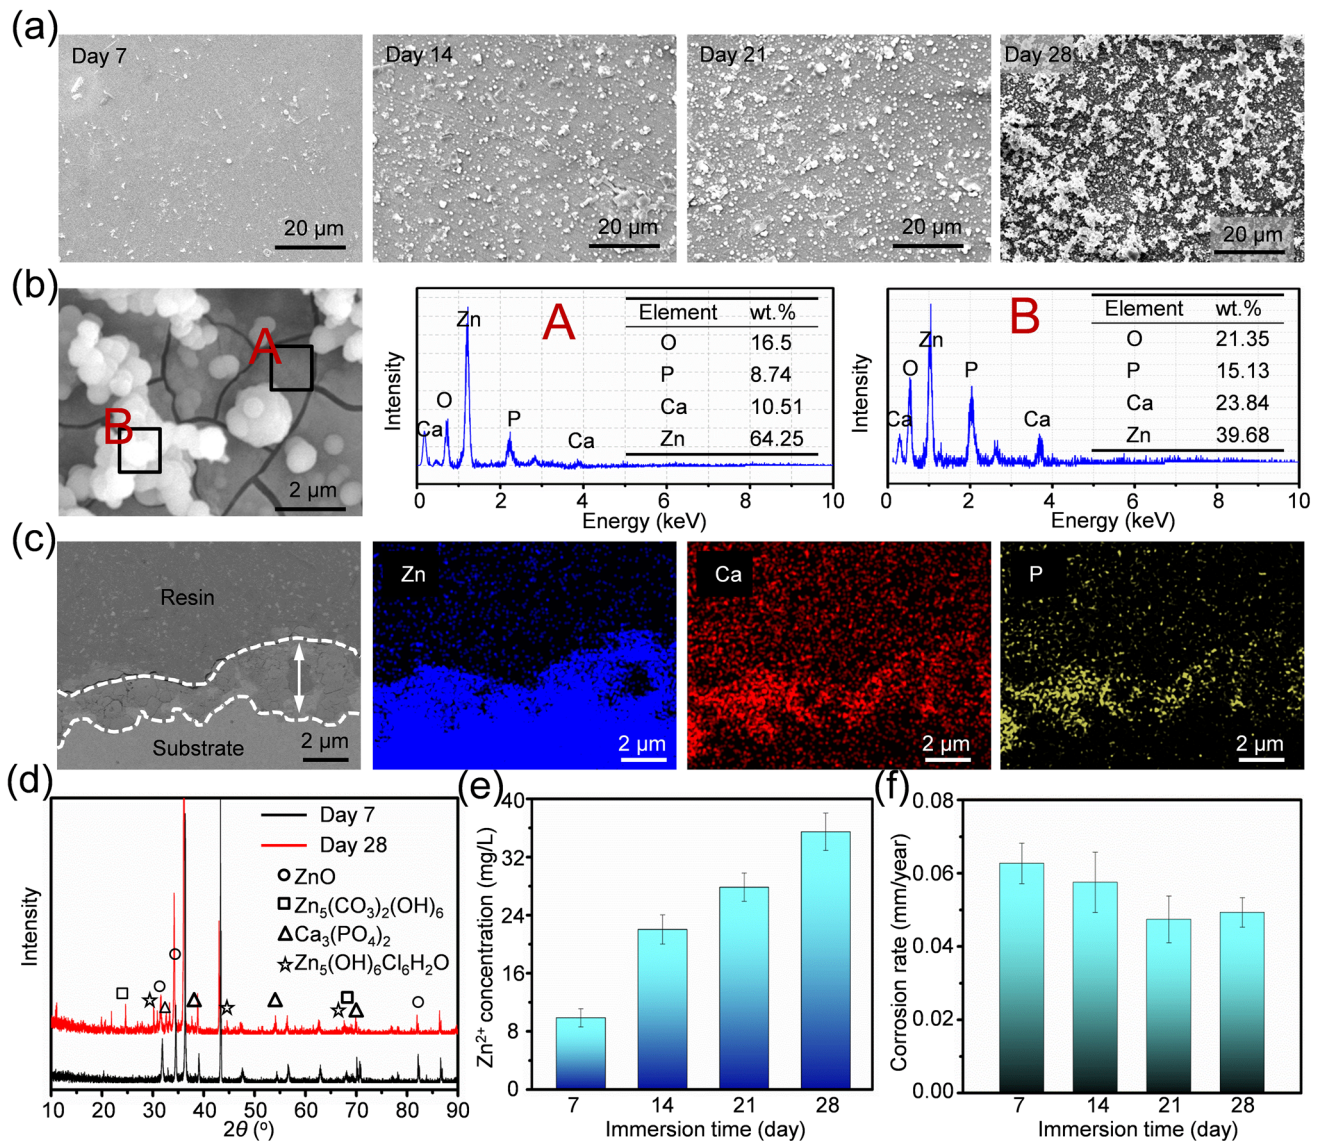 (a)
Day 7
20 μm
Day 14
20 μm
Day 21
20 μm
Day 28
20 μm
(b)
A
B
2 μm
Intensity
Zn
O
Ca
P
Ca
A
Element wt.%
O 16.5
P 8.74
Ca 10.51
Zn 64.25
0 2 4 6 8 10
Energy (keV)
Intensity
Zn
O
P
Ca
Ca
B
Element wt.%
O 21.35
P 15.13
Ca 23.84
Zn 39.68
0 2 4 6 8 10
Energy (keV)
(c)
Resin
Substrate
2 μm
Zn
2 μm
Ca
2 μm
P
2 μm
(d)
Intensity
Day 7
Day 28
ZnO
Zn₅(CO₃)₂(OH)₆
Ca₃(PO₄)₂
Zn₅(OH)₆Cl₆H₂O
10 20 30 40 50 60 70 80 90
2θ (°)
(e)
Zn²⁺ concentration (mg/L)
40
32
24
16
8
0
7 14 21 28
Immersion time (day)
(f)
Corrosion rate (mm/year)
0.08
0.06
0.04
0.02
0.00
7 14 21 28
Immersion time (day)